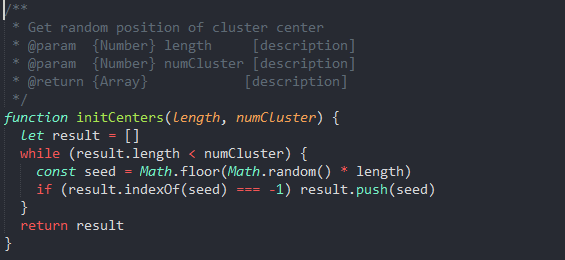 /**
 * Get random position of cluster center
 * @param  {Number} length     [description]
 * @param  {Number} numCluster [description]
 * @return {Array}            [description]
 */
function initCenters(length, numCluster) {
  let result = []
  while (result.length < numCluster) {
    const seed = Math.floor(Math.random() * length)
    if (result.indexOf(seed) === -1) result.push(seed)
  }
  return result
}